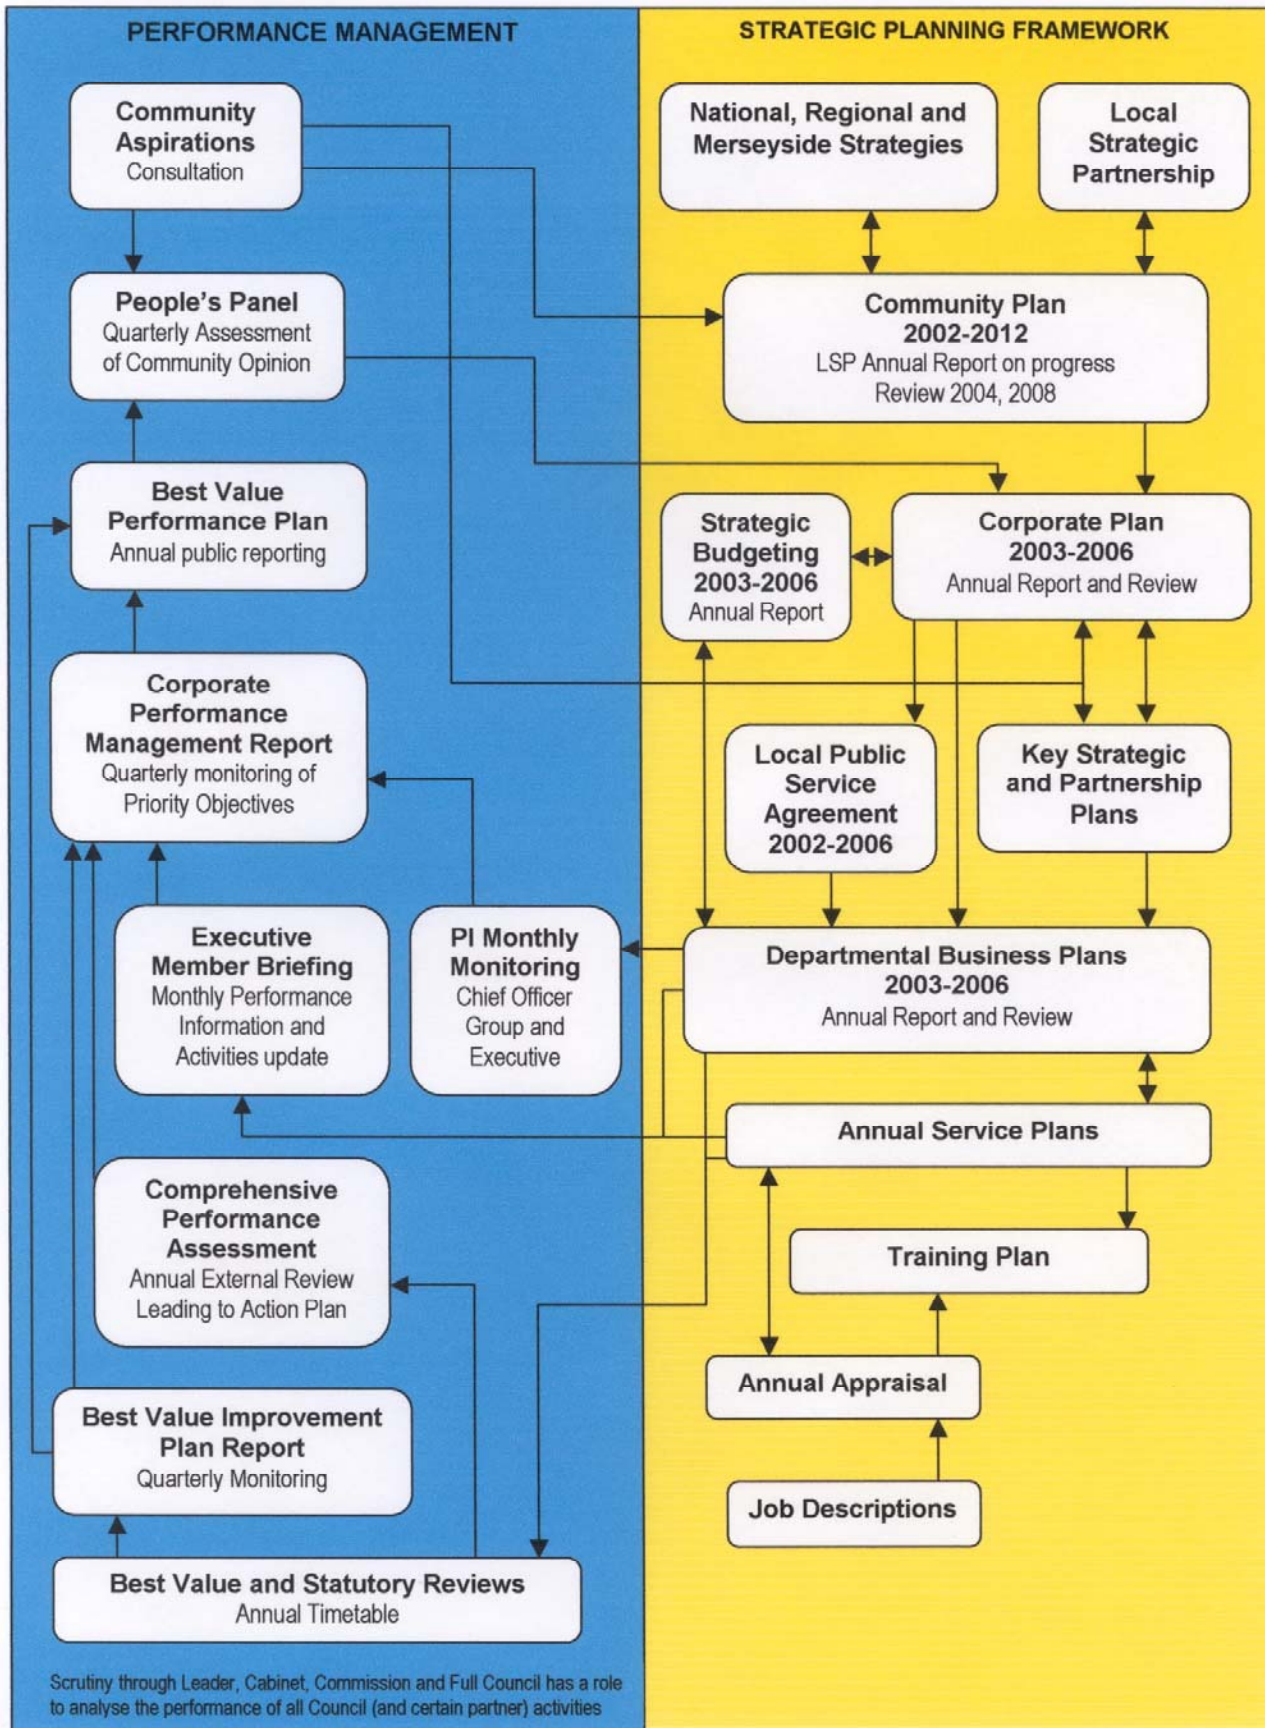 PERFORMANCE MANAGEMENT
Community
Aspirations
Consultation
People's Panel
Quarterly Assessment
of Community Opinion
Best Value
Performance Plan
Annual public reporting
Corporate
Performance
Management Report
Quarterly monitoring of
Priority Objectives
Executive
Member Briefing
Monthly Performance
Information and
Activities update
PI Monthly
Monitoring
Chief Officer
Group and
Executive
Comprehensive
Performance
Assessment
Annual External Review
Leading to Action Plan
Best Value Improvement
Plan Report
Quarterly Monitoring
Best Value and Statutory Reviews
Annual Timetable
Scrutiny through Leader, Cabinet, Commission and Full Council has a role
to analyse the performance of all Council (and certain partner) activities
STRATEGIC PLANNING FRAMEWORK
National, Regional and
Merseyside Strategies
Local
Strategic
Partnership
Community Plan
2002-2012
LSP Annual Report on progress
Review 2004, 2008
Strategic
Budgeting
2003-2006
Annual Report
Corporate Plan
2003-2006
Annual Report and Review
Local Public
Service
Agreement
2002-2006
Key Strategic
and Partnership
Plans
Departmental Business Plans
2003-2006
Annual Report and Review
Annual Service Plans
Training Plan
Annual Appraisal
Job Descriptions